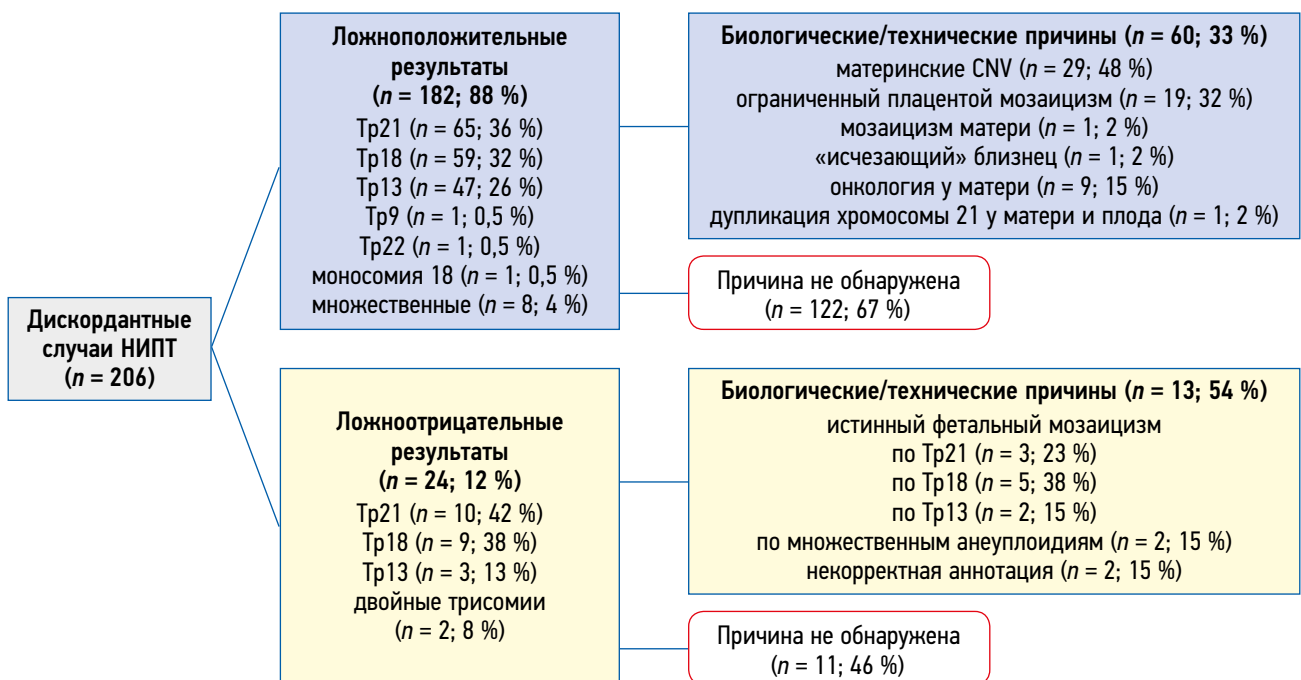 Дискордантные
случаи НИПТ
(n = 206)
Ложноположительные
результаты
(n = 182; 88 %)
Тр21 (n = 65; 36 %)
Тр18 (n = 59; 32 %)
Тр13 (n = 47; 26 %)
Тр9 (n = 1; 0,5 %)
Тр22 (n = 1; 0,5 %)
моносомия 18 (n = 1; 0,5 %)
множественные (n = 8; 4 %)
Биологические/технические причины (n = 60; 33 %)
материнские CNV (n = 29; 48 %)
ограниченный плацентой мозаицизм (n = 19; 32 %)
мозаицизм матери (n = 1; 2 %)
«исчезающий» близнец (n = 1; 2 %)
онкология у матери (n = 9; 15 %)
дупликация хромосомы 21 у матери и плода (n = 1; 2 %)
Причина не обнаружена
(n = 122; 67 %)
Ложноотрицательные
результаты
(n = 24; 12 %)
Тр21 (n = 10; 42 %)
Тр18 (n = 9; 38 %)
Тр13 (n = 3; 13 %)
двойные трисомии
(n = 2; 8 %)
Биологические/технические причины (n = 13; 54 %)
истинный фетальный мозаицизм
по Тр21 (n = 3; 23 %)
по Тр18 (n = 5; 38 %)
по Тр13 (n = 2; 15 %)
по множественным анеуплоидиям (n = 2; 15 %)
некорректная аннотация (n = 2; 15 %)
Причина не обнаружена
(n = 11; 46 %)